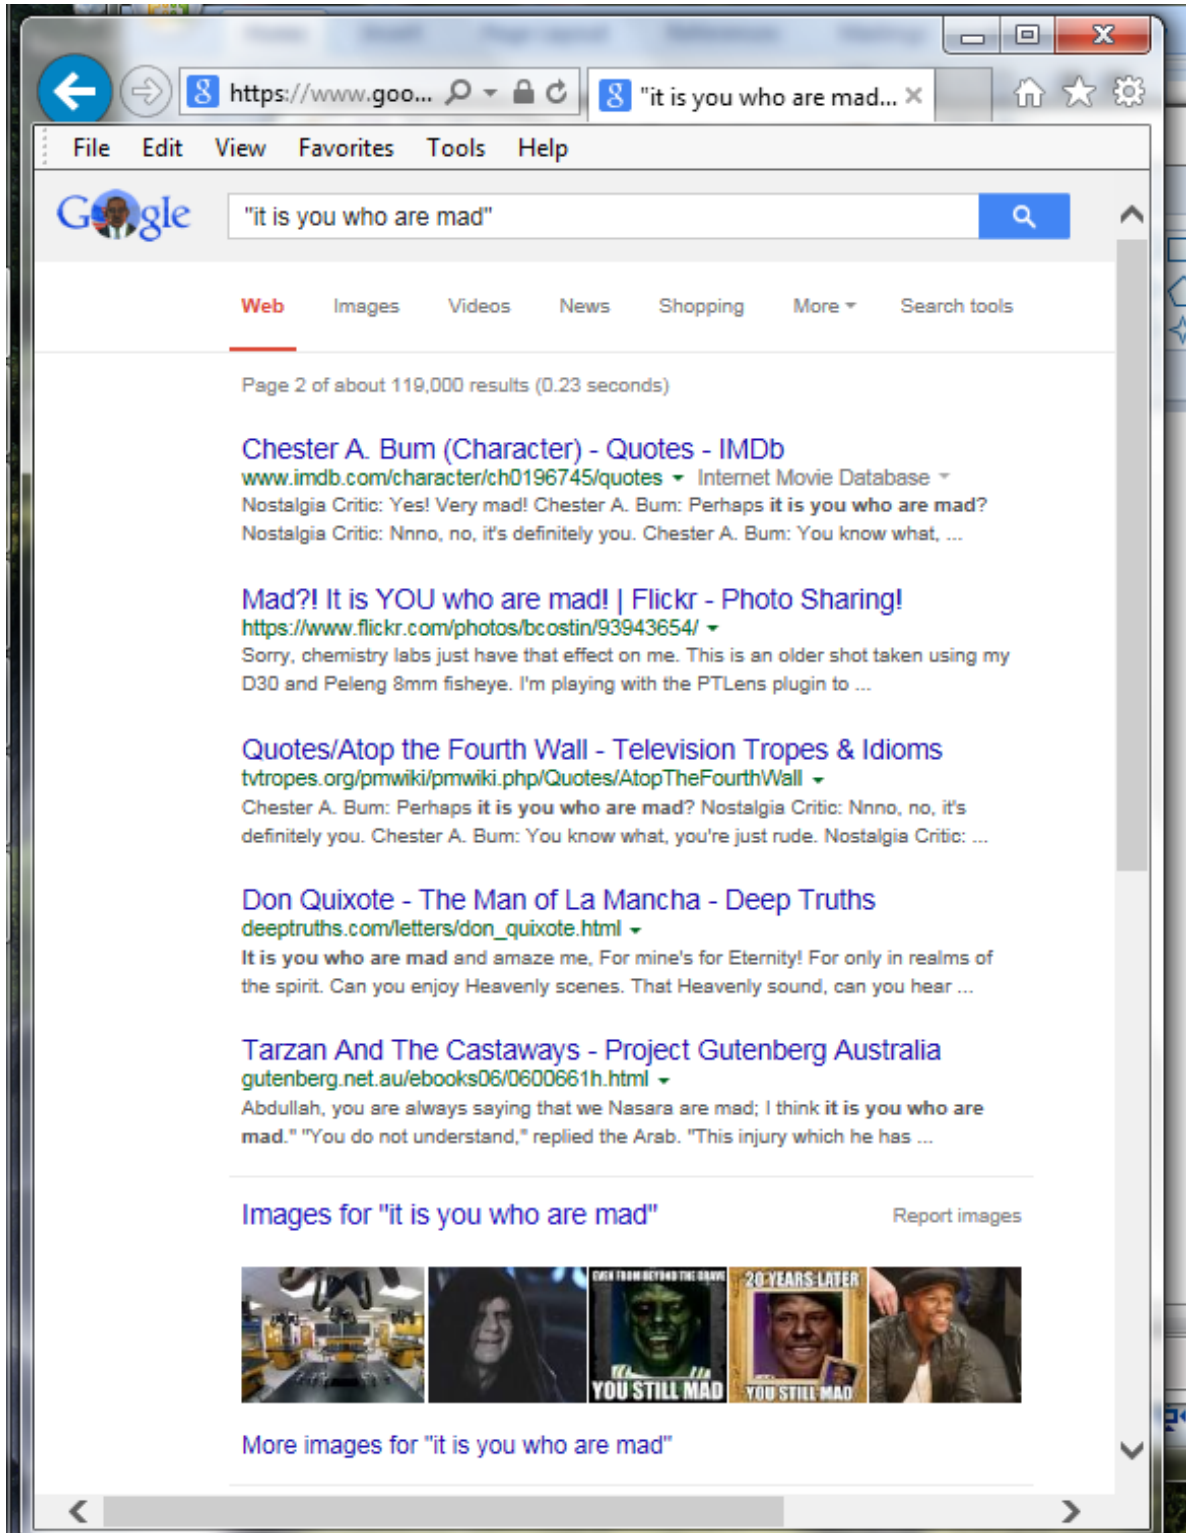 https://www.goo...
"it is you who are mad...
File Edit View Favorites Tools Help
Google
"it is you who are mad"
Web Images Videos News Shopping More Search tools
Page 2 of about 119,000 results (0.23 seconds)
Chester A. Bum (Character) - Quotes - IMDb
www.imdb.com/character/ch0196745/quotes Internet Movie Database
Nostalgia Critic: Yes! Very mad! Chester A. Bum: Perhaps it is you who are mad?
Nostalgia Critic: Nnno, no, it's definitely you. Chester A. Bum: You know what, ...
Mad?! It is YOU who are mad! | Flickr - Photo Sharing!
https://www.flickr.com/photos/bcostin/93943654/
Sorry, chemistry labs just have that effect on me. This is an older shot taken using my
D30 and Peleng 8mm fisheye. I'm playing with the PTLens plugin to ...
Quotes/Atop the Fourth Wall - Television Tropes & Idioms
tvtropes.org/pmwiki/pmwiki.php/Quotes/AtopTheFourthWall
Chester A. Bum: Perhaps it is you who are mad? Nostalgia Critic: Nnno, no, it's
definitely you. Chester A. Bum: You know what, you're just rude. Nostalgia Critic: ...
Don Quixote - The Man of La Mancha - Deep Truths
deeptruths.com/letters/don_quixote.html
It is you who are mad and amaze me, For mine's for Eternity! For only in realms of
the spirit. Can you enjoy Heavenly scenes. That Heavenly sound, can you hear ...
Tarzan And The Castaways - Project Gutenberg Australia
gutenberg.net.au/ebooks06/0600661h.html
Abdullah, you are always saying that we Nasara are mad; I think it is you who are
mad." "You do not understand," replied the Arab. "This injury which he has ...
Images for "it is you who are mad"
Report images
EVEN FROM BEYOND THE GRAVE
YOU STILL MAD
20 YEARS LATER
YOU STILL MAD
More images for "it is you who are mad"